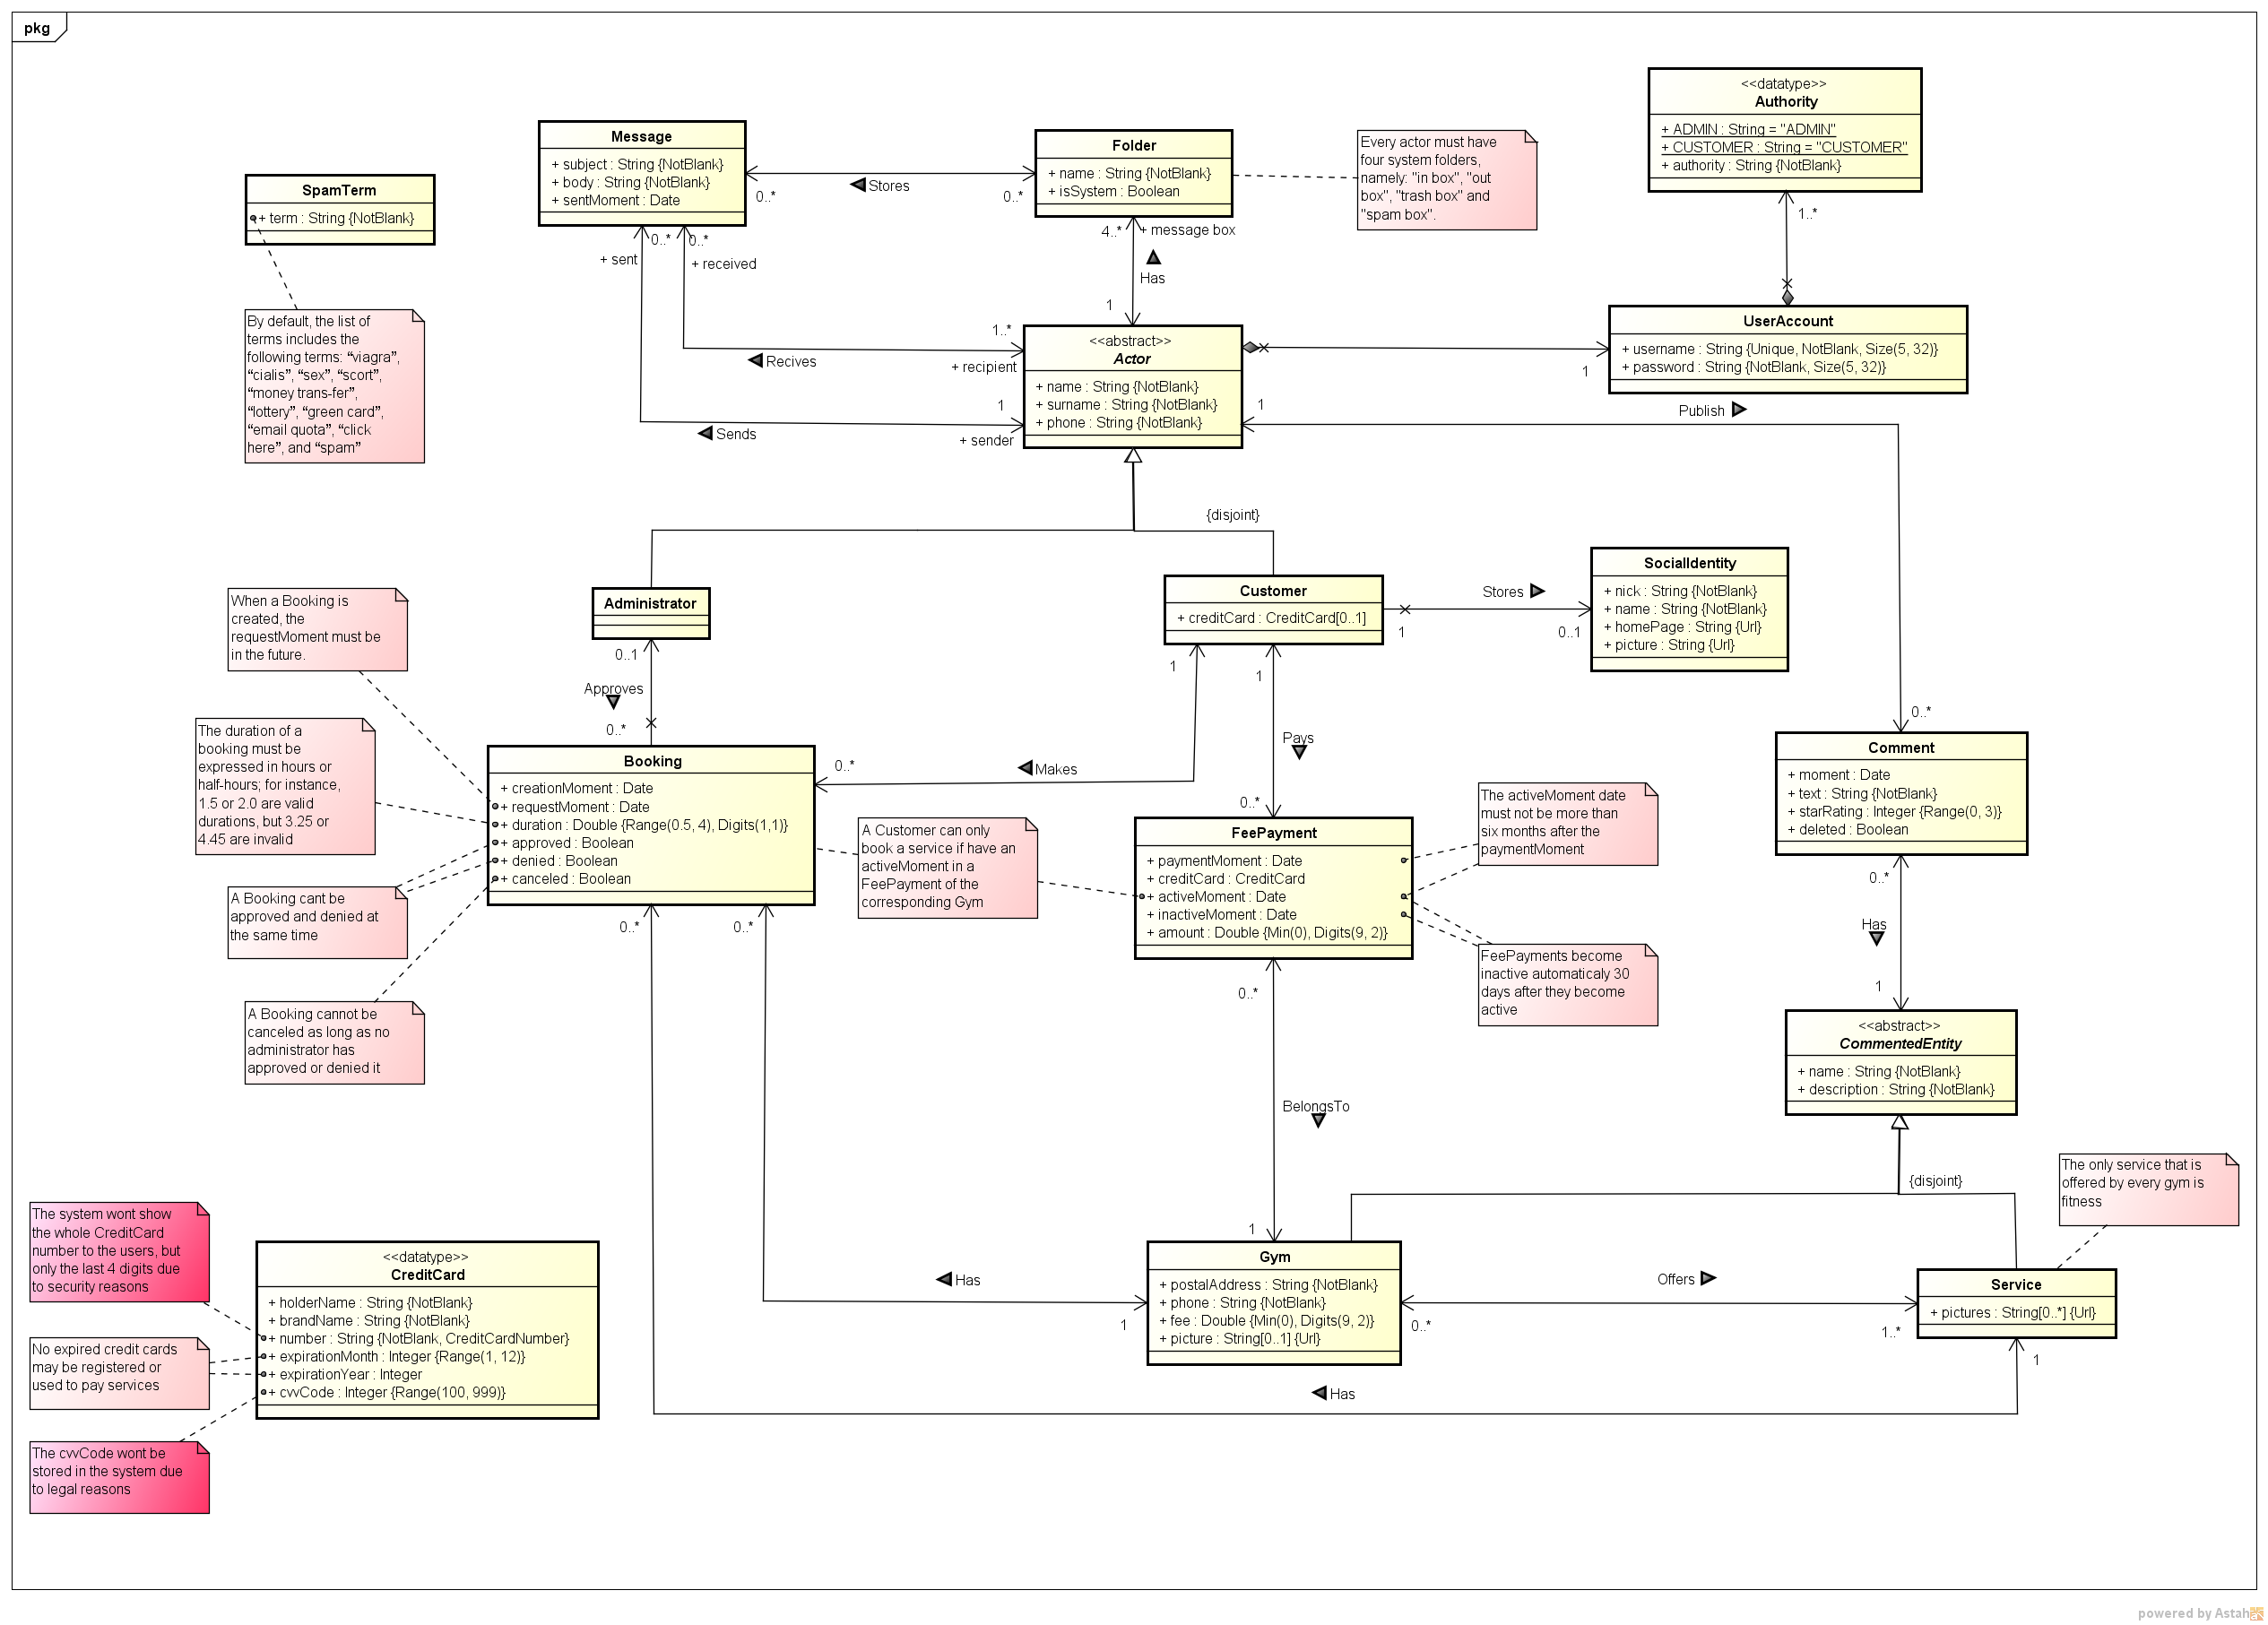 pkg
<<datatype>>
Authority
+ ADMIN : String = "ADMIN"
+ CUSTOMER : String = "CUSTOMER"
+ authority : String {NotBlank}
Message
+ subject : String {NotBlank}
+ body : String {NotBlank}
+ sentMoment : Date
Folder
+ name : String {NotBlank}
+ isSystem : Boolean
Every actor must have
four system folders,
namely: "in box", "out
box", "trash box" and
"spam box".
SpamTerm
+ term : String {NotBlank}
Stores
0..*
0..*
1..*
0..*
0..*
+ sent
+ received
4..*
+ message box
Has
1
By default, the list of
terms includes the
following terms: “viagra”,
“cialis”, “sex”, “scort”,
“money trans-fer”,
“lottery”, “green card”,
“email quota”, “click
here”, and “spam”
UserAccount
+ username : String {Unique, NotBlank, Size(5, 32)}
+ password : String {NotBlank, Size(5, 32)}
1
<<abstract>>
Actor
+ name : String {NotBlank}
+ surname : String {NotBlank}
+ phone : String {NotBlank}
1..*
Recives
+ recipient
1
Sends
+ sender
1
Publish
{disjoint}
Administrator
Customer
+ creditCard : CreditCard[0..1]
Stores
1
0..1
SocialIdentity
+ nick : String {NotBlank}
+ name : String {NotBlank}
+ homePage : String {Url}
+ picture : String {Url}
When a Booking is
created, the
requestMoment must be
in the future.
0..1
Approves
0..*
1
1
0..*
The duration of a
booking must be
expressed in hours or
half-hours; for instance,
1.5 or 2.0 are valid
durations, but 3.25 or
4.45 are invalid
Booking
+ creationMoment : Date
+ requestMoment : Date
+ duration : Double {Range(0.5, 4), Digits(1,1)}
+ approved : Boolean
+ denied : Boolean
+ canceled : Boolean
0..*
Makes
Pays
0..*
Comment
+ moment : Date
+ text : String {NotBlank}
+ starRating : Integer {Range(0, 3)}
+ deleted : Boolean
A Customer can only
book a service if have an
activeMoment in a
FeePayment of the
corresponding Gym
FeePayment
+ paymentMoment : Date
+ creditCard : CreditCard
+ activeMoment : Date
+ inactiveMoment : Date
+ amount : Double {Min(0), Digits(9, 2)}
The activeMoment date
must not be more than
six months after the
paymentMoment
A Booking cant be
approved and denied at
the same time
0..*
0..*
0..*
Has
1
FeePayments become
inactive automaticaly 30
days after they become
active
0..*
A Booking cannot be
canceled as long as no
administrator has
approved or denied it
<<abstract>>
CommentedEntity
+ name : String {NotBlank}
+ description : String {NotBlank}
BelongsTo
{disjoint}
The only service that is
offered by every gym is
fitness
The system wont show
the whole CreditCard
number to the users, but
only the last 4 digits due
to security reasons
<<datatype>>
CreditCard
+ holderName : String {NotBlank}
+ brandName : String {NotBlank}
+ number : String {NotBlank, CreditCardNumber}
+ expirationMonth : Integer {Range(1, 12)}
+ expirationYear : Integer
+ cvvCode : Integer {Range(100, 999)}
1
Has
1
Gym
+ postalAddress : String {NotBlank}
+ phone : String {NotBlank}
+ fee : Double {Min(0), Digits(9, 2)}
+ picture : String[0..1] {Url}
Offers
0..*
1..*
Service
+ pictures : String[0..*] {Url}
1
Has
No expired credit cards
may be registered or
used to pay services
The cvvCode wont be
stored in the system due
to legal reasons
powered by Astah